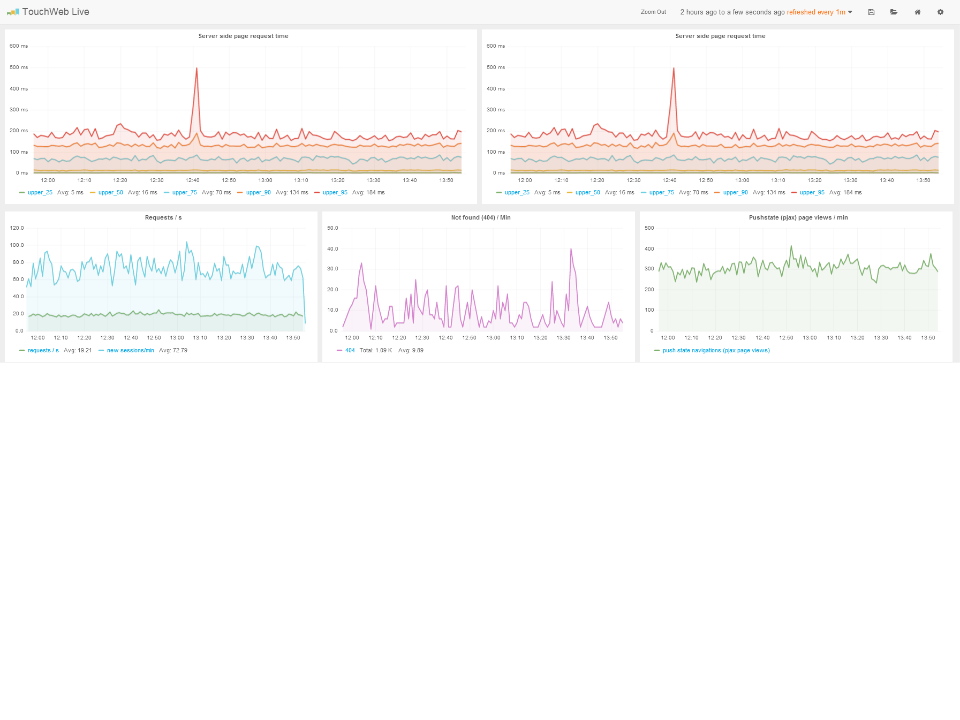 TouchWeb Live
Zoom Out 2 hours ago to a few seconds ago refreshed every 1m
Server side page request time
600 ms
500 ms
400 ms
300 ms
200 ms
100 ms
0 ms
12:00 12:10 12:20 12:30 12:40 12:50 13:00 13:10 13:20 13:30 13:40 13:50
upper_25 Avg: 5 ms upper_50 Avg: 16 ms upper_75 Avg: 70 ms upper_90 Avg: 134 ms upper_95 Avg: 184 ms
Server side page request time
600 ms
500 ms
400 ms
300 ms
200 ms
100 ms
0 ms
12:00 12:10 12:20 12:30 12:40 12:50 13:00 13:10 13:20 13:30 13:40 13:50
upper_25 Avg: 5 ms upper_50 Avg: 16 ms upper_75 Avg: 70 ms upper_90 Avg: 134 ms upper_95 Avg: 184 ms
Requests / s
120.0
100.0
80.0
60.0
40.0
20.0
0.0
12:00 12:10 12:20 12:30 12:40 12:50 13:00 13:10 13:20 13:30 13:40 13:50
requests / s Avg: 19.21 new sessions/min Avg: 72.79
Not found (404) / Min
50.0
40.0
30.0
20.0
10.0
0.0
12:00 12:10 12:20 12:30 12:40 12:50 13:00 13:10 13:20 13:30 13:40 13:50
404 Total: 1.09 K Avg: 9.89
Pushstate (pjax) page views / min
500
400
300
200
100
0
12:00 12:10 12:20 12:30 12:40 12:50 13:00 13:10 13:20 13:30 13:40 13:50
push state navigations (pjax page views)